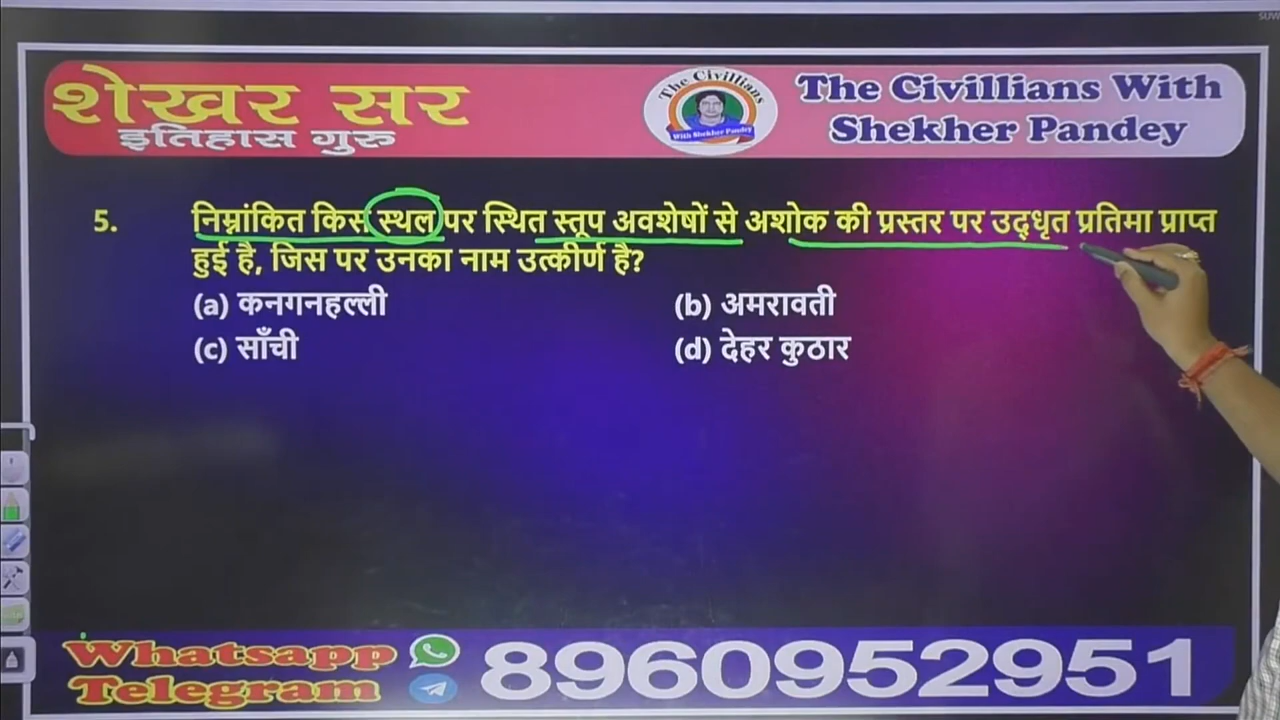 शेखर सर
इतिहास गुरु
The Civillians
With Shekher Pandey
The Civillians With
Shekher Pandey
5. निम्नांकित किस स्थल पर स्थित स्तूप अवशेषों से अशोक की प्रस्तर पर उद्धृत प्रतिमा प्राप्त
हुई है, जिस पर उनका नाम उत्कीर्ण है?
(a) कनगनहल्ली (b) अमरावती
(c) साँची (d) देहर कुठार
Whatsapp
Telegram
8960952951